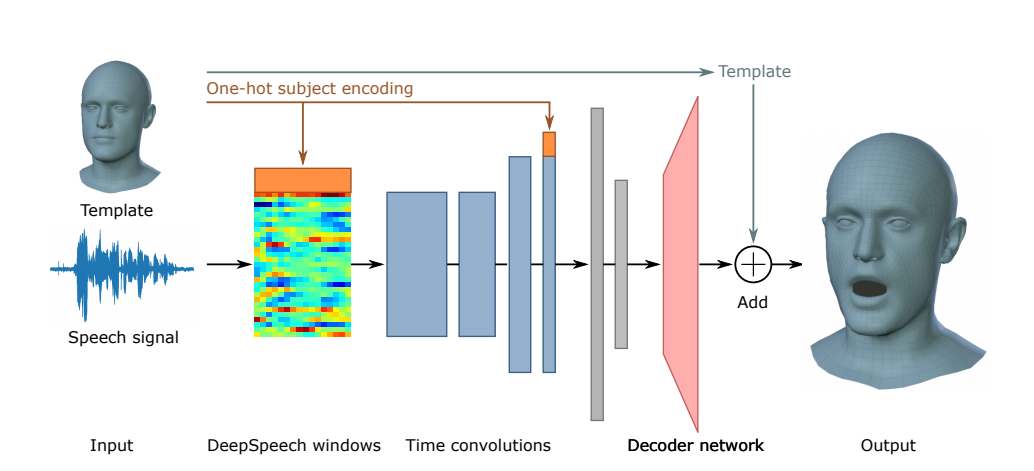 Template
One-hot subject encoding
Template
Speech signal
Add
Input
DeepSpeech windows
Time convolutions
Decoder network
Output